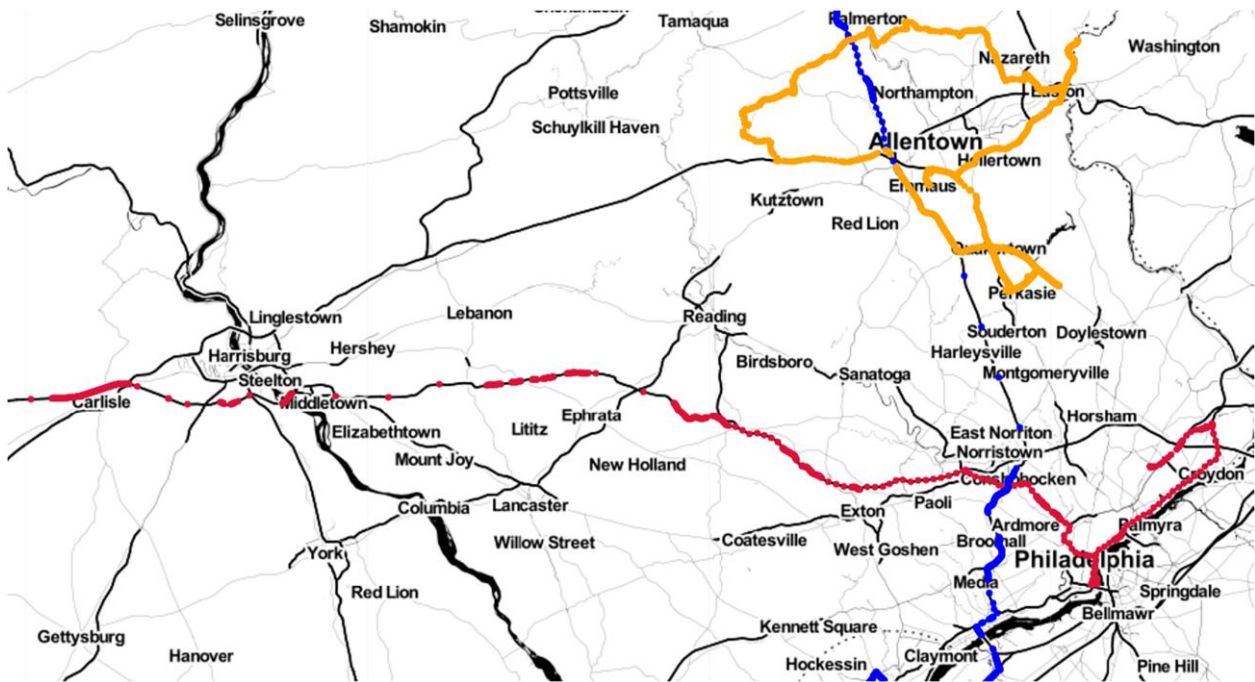 Selinsgrove
Shamokin
Tamaqua
Palmerton
Washington
Nazareth
Pottsville
Northampton
Easton
Schuylkill Haven
Allentown
Hellertown
Emmaus
Kutztown
Red Lion
Quakertown
Perkasie
Linglestown
Lebanon
Reading
Souderton
Doylestown
Harrisburg
Hershey
Birdsboro
Harleysville
Steelton
Sanatoga
Montgomeryville
Carlisle
Middletown
Ephrata
Horsham
Elizabethtown
Lititz
East Norriton
Norristown
Mount Joy
New Holland
Conshohocken
Croydon
Columbia
Lancaster
Exton
Paoli
Ardmore
Palmyra
York
Willow Street
Coatesville
West Goshen
Broomall
Philadelphia
Red Lion
Media
Springdale
Bellmawr
Gettysburg
Kennett Square
Hanover
Hockessin
Claymont
Pine Hill